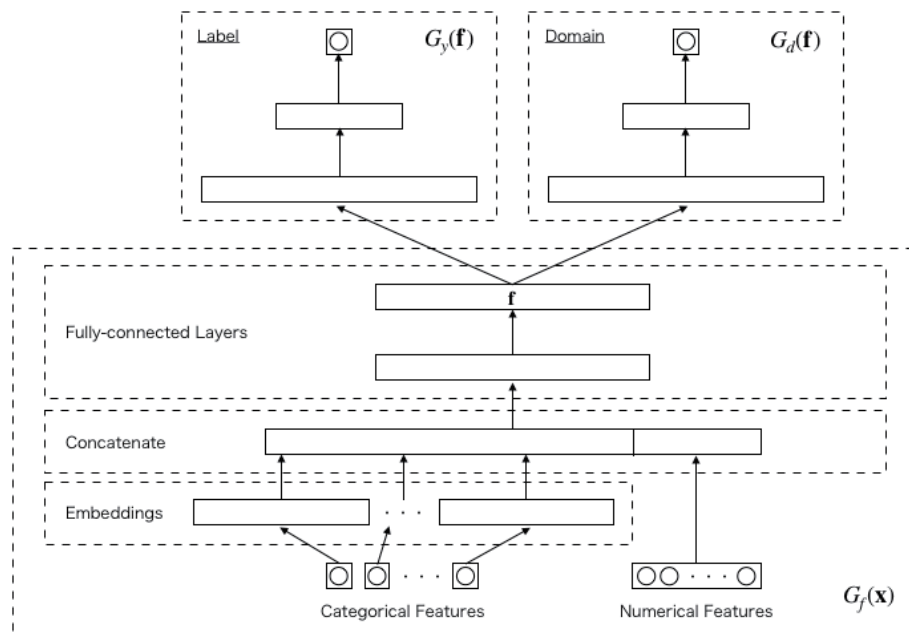 Label
G_y(f)
Domain
G_d(f)
f
Fully-connected Layers
Concatenate
Embeddings
. . .
. . .
. . .
Categorical Features
Numerical Features
G_f(x)